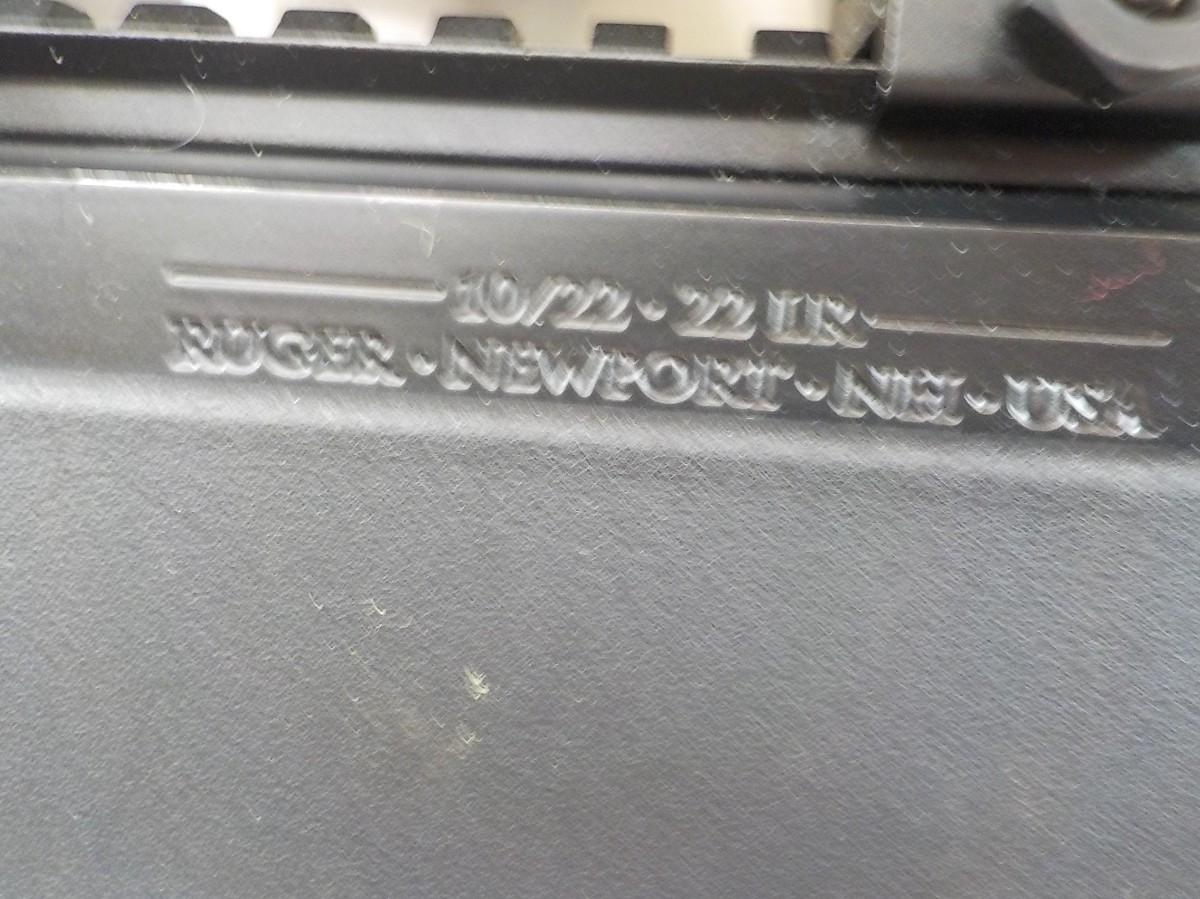 10/22 · 22 LR
RUGER · NEWPORT · NH · USA